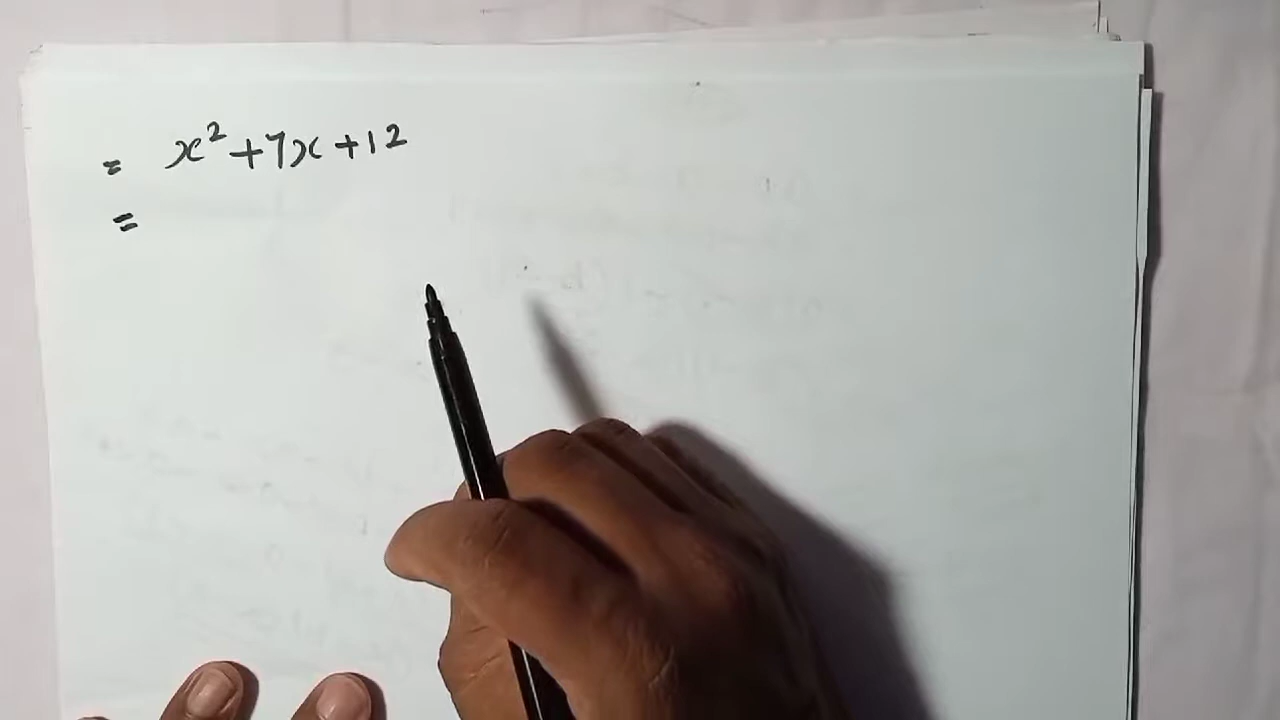 = x² + 7x + 12
=